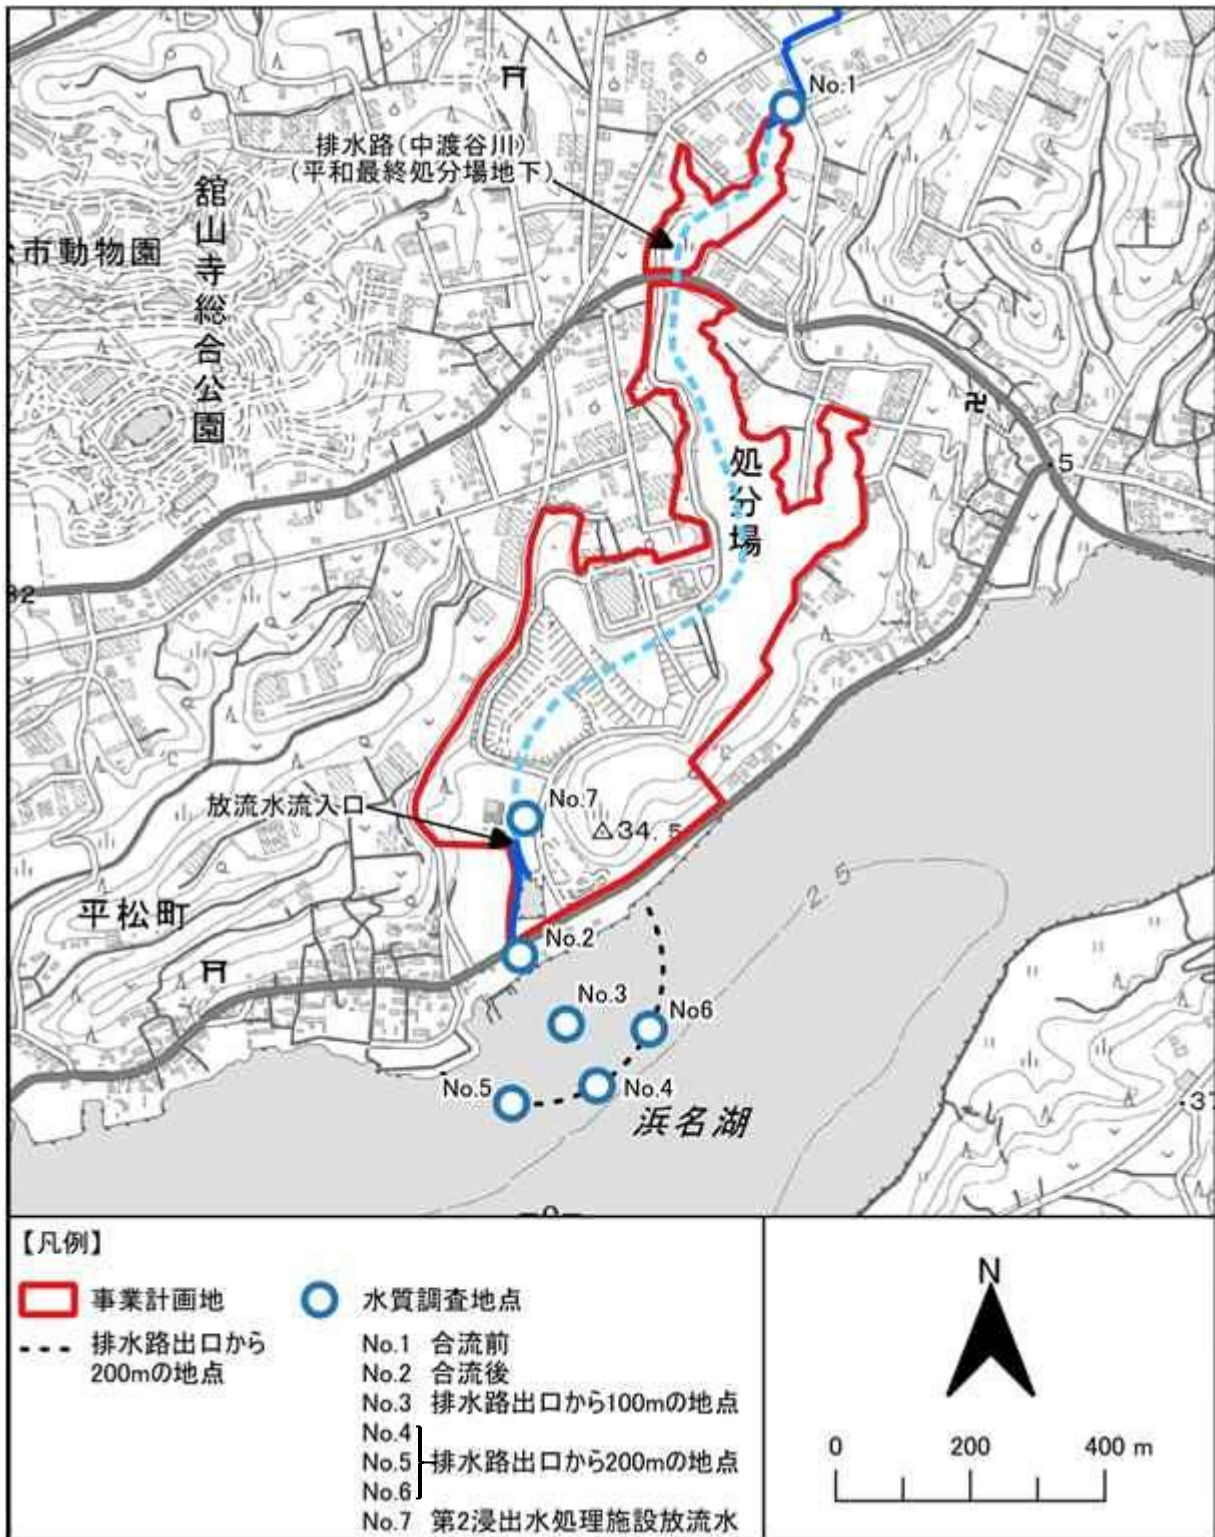 No.1
排水路(中渡谷川)
(平和最終処分場地下)
舘山寺総合公園
市動物園
処分場
5
32
放流水流入口
No.7
34.5
平松町
No.2
2.5
No.3
No6
No.5
No.4
浜名湖
【凡例】
事業計画地
排水路出口から
200mの地点
水質調査地点
No.1 合流前
No.2 合流後
No.3 排水路出口から100mの地点
No.4
No.5 排水路出口から200mの地点
No.6
No.7 第2浸出水処理施設放流水
N
0 200 400 m